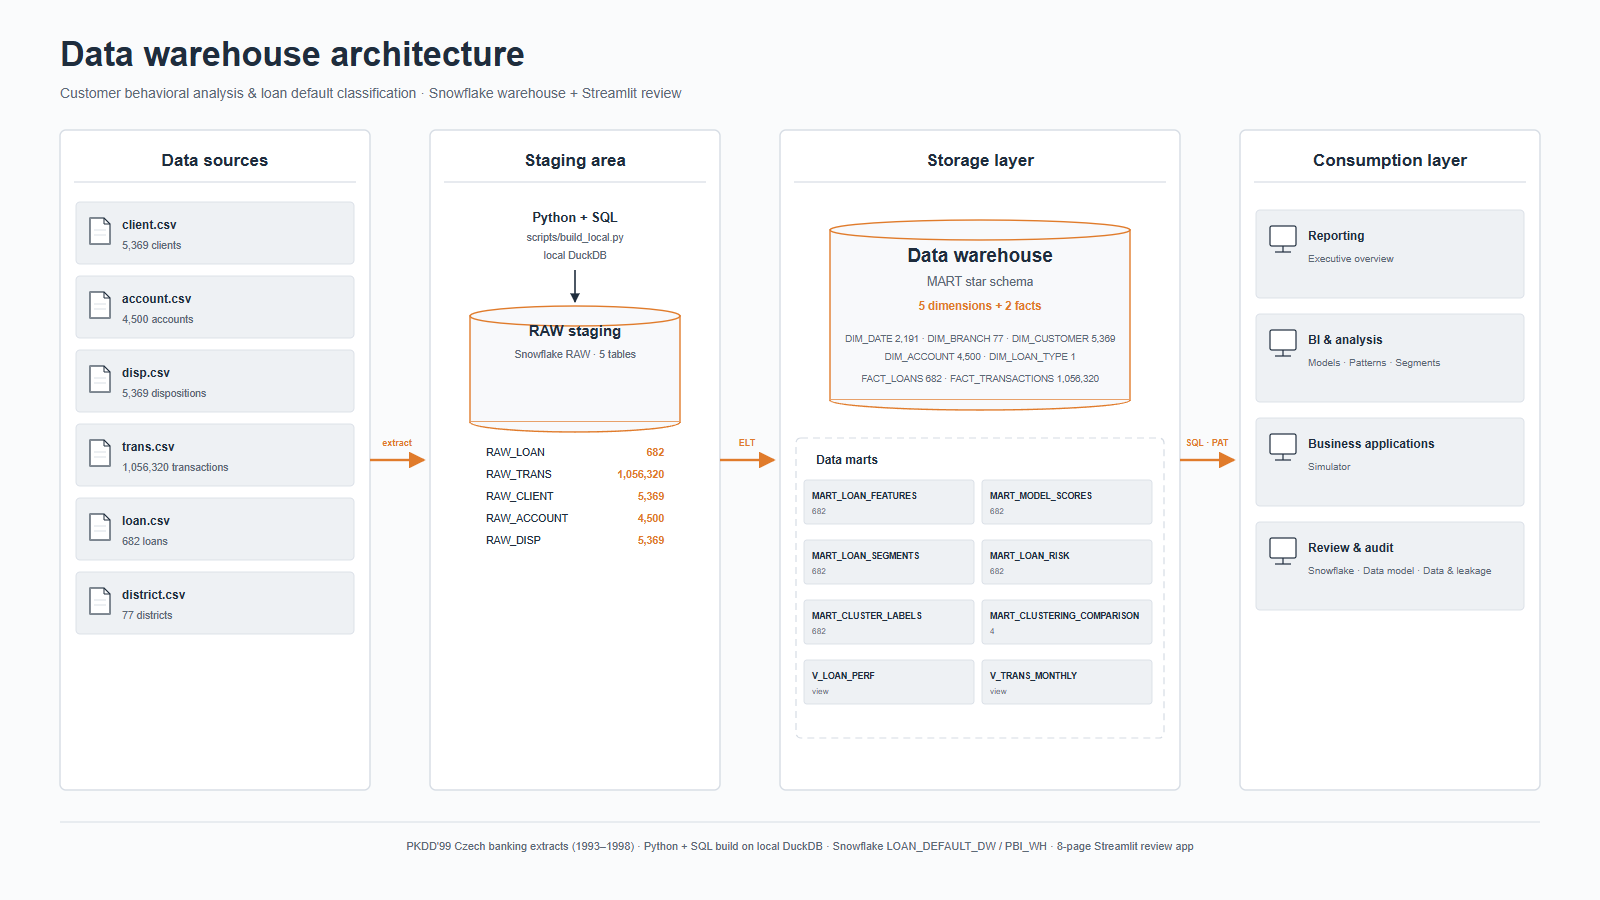 Data warehouse architecture
Customer behavioral analysis & loan default classification · Snowflake warehouse + Streamlit review
Data sources
client.csv
5,369 clients
account.csv
4,500 accounts
disp.csv
5,369 dispositions
trans.csv
1,056,320 transactions
loan.csv
682 loans
district.csv
77 districts
extract
Staging area
Python + SQL
scripts/build_local.py
local DuckDB
RAW staging
Snowflake RAW · 5 tables
RAW_LOAN 682
RAW_TRANS 1,056,320
RAW_CLIENT 5,369
RAW_ACCOUNT 4,500
RAW_DISP 5,369
ELT
Storage layer
Data warehouse
MART star schema
5 dimensions + 2 facts
DIM_DATE 2,191 · DIM_BRANCH 77 · DIM_CUSTOMER 5,369
DIM_ACCOUNT 4,500 · DIM_LOAN_TYPE 1
FACT_LOANS 682 · FACT_TRANSACTIONS 1,056,320
Data marts
MART_LOAN_FEATURES
682
MART_MODEL_SCORES
682
MART_LOAN_SEGMENTS
682
MART_LOAN_RISK
682
MART_CLUSTER_LABELS
682
MART_CLUSTERING_COMPARISON
4
V_LOAN_PERF
view
V_TRANS_MONTHLY
view
SQL · PAT
Consumption layer
Reporting
Executive overview
BI & analysis
Models · Patterns · Segments
Business applications
Simulator
Review & audit
Snowflake · Data model · Data & leakage
PKDD'99 Czech banking extracts (1993–1998) · Python + SQL build on local DuckDB · Snowflake LOAN_DEFAULT_DW / PBI_WH · 8-page Streamlit review app